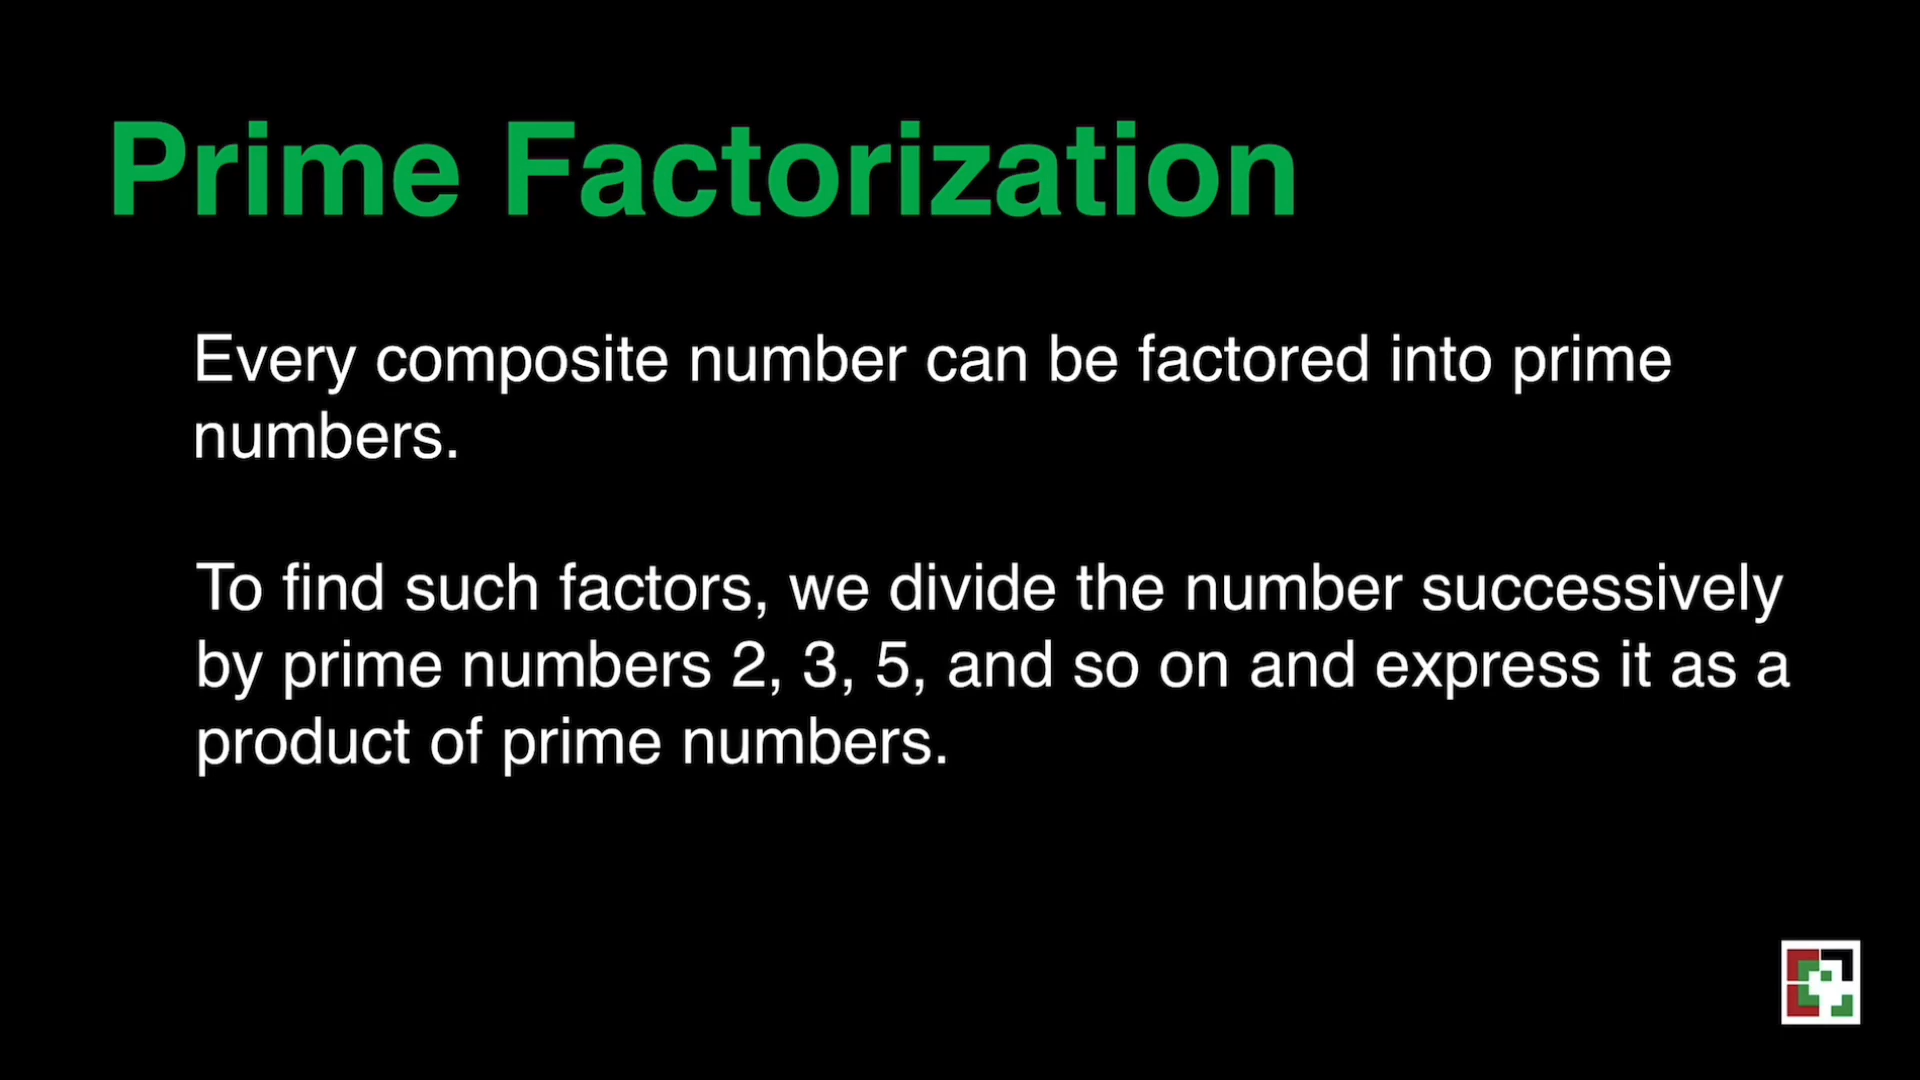 Prime Factorization
Every composite number can be factored into prime
numbers.
To find such factors, we divide the number successively
by prime numbers 2, 3, 5, and so on and express it as a
product of prime numbers.